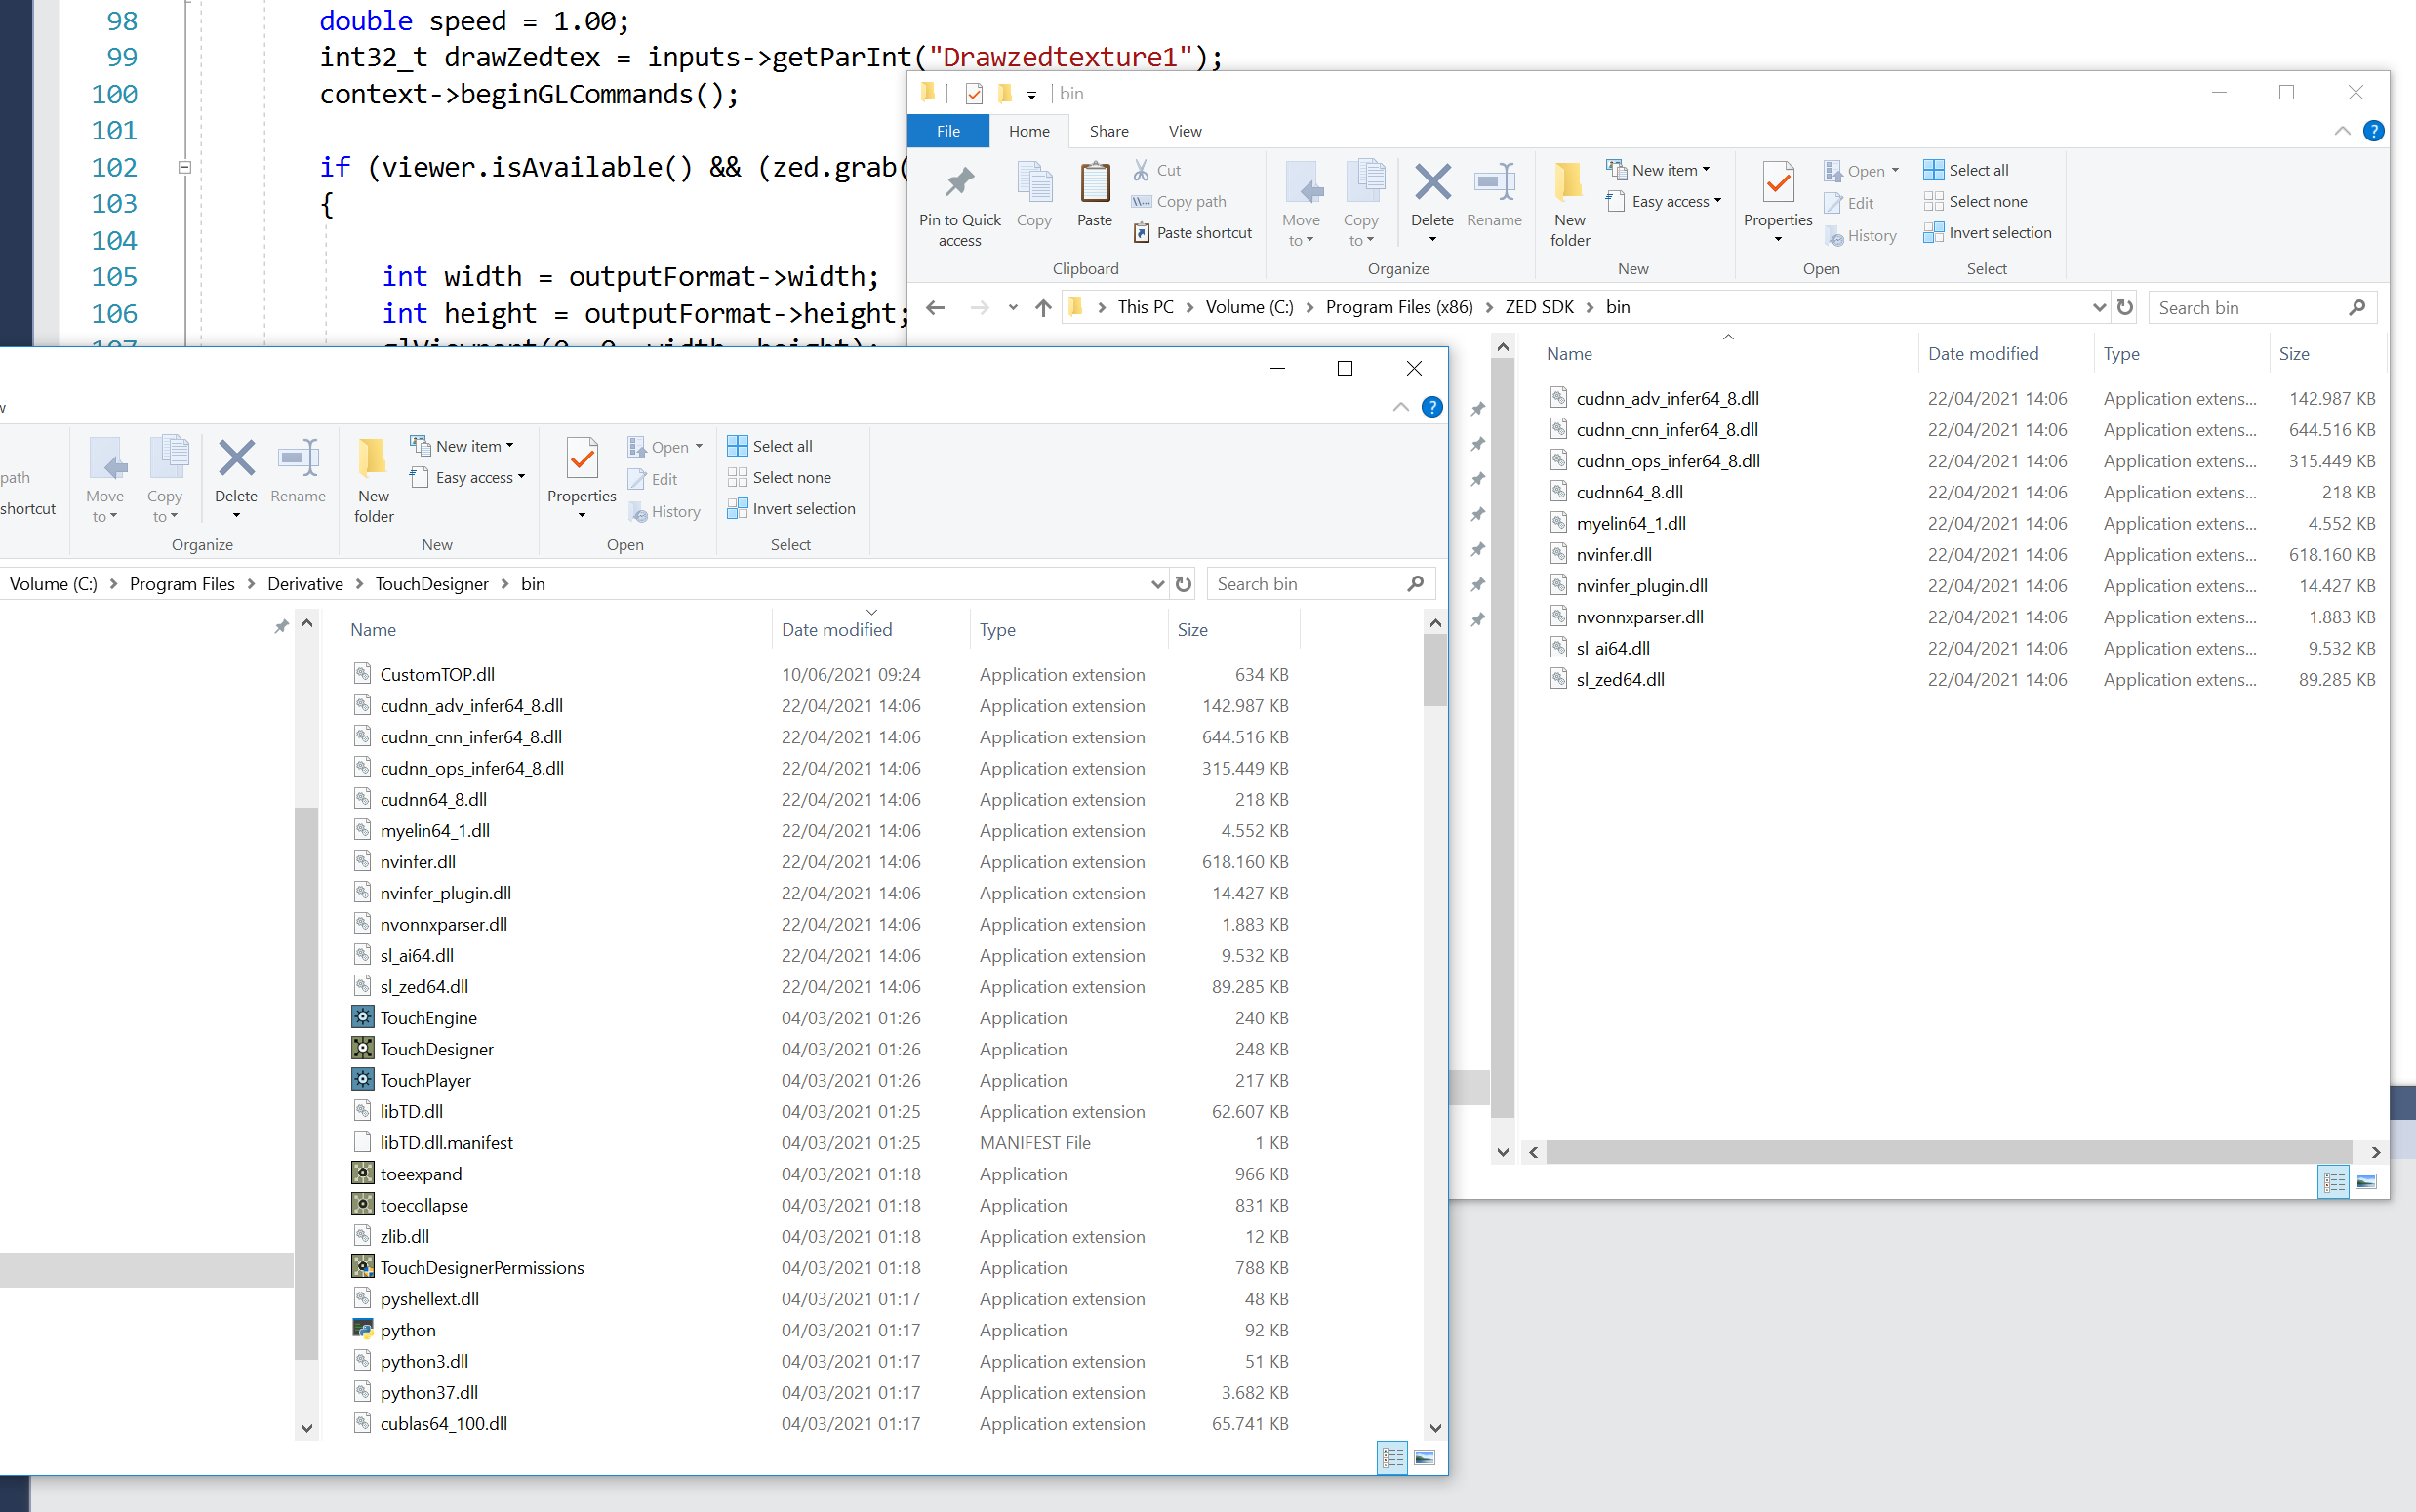 98 double speed = 1.00;
99 int32_t drawZedtex = inputs->getParInt("Drawzedtexture1");
100 context->beginGLCommands();
101
102 if (viewer.isAvailable() && (zed.grab(
103 {
104
105 int width = outputFormat->width;
106 int height = outputFormat->height;
bin
File Home Share View
Pin to Quick access
Copy
Paste
Cut
Copy path
Paste shortcut
Clipboard
Move to
Copy to
Delete
Rename
Organize
New folder
New item
Easy access
New
Properties
Open
Edit
History
Open
Select all
Select none
Invert selection
Select
This PC > Volume (C:) > Program Files (x86) > ZED SDK > bin
Search bin
Name Date modified Type Size
cudnn_adv_infer64_8.dll 22/04/2021 14:06 Application extens... 142.987 KB
cudnn_cnn_infer64_8.dll 22/04/2021 14:06 Application extens... 644.516 KB
cudnn_ops_infer64_8.dll 22/04/2021 14:06 Application extens... 315.449 KB
cudnn64_8.dll 22/04/2021 14:06 Application extens... 218 KB
myelin64_1.dll 22/04/2021 14:06 Application extens... 4.552 KB
nvinfer.dll 22/04/2021 14:06 Application extens... 618.160 KB
nvinfer_plugin.dll 22/04/2021 14:06 Application extens... 14.427 KB
nvonnxparser.dll 22/04/2021 14:06 Application extens... 1.883 KB
sl_ai64.dll 22/04/2021 14:06 Application extens... 9.532 KB
sl_zed64.dll 22/04/2021 14:06 Application extens... 89.285 KB
path
shortcut
Move to
Copy to
Delete
Rename
Organize
New folder
New item
Easy access
New
Properties
Open
Edit
History
Open
Select all
Select none
Invert selection
Select
Volume (C:) > Program Files > Derivative > TouchDesigner > bin
Search bin
Name Date modified Type Size
CustomTOP.dll 10/06/2021 09:24 Application extension 634 KB
cudnn_adv_infer64_8.dll 22/04/2021 14:06 Application extension 142.987 KB
cudnn_cnn_infer64_8.dll 22/04/2021 14:06 Application extension 644.516 KB
cudnn_ops_infer64_8.dll 22/04/2021 14:06 Application extension 315.449 KB
cudnn64_8.dll 22/04/2021 14:06 Application extension 218 KB
myelin64_1.dll 22/04/2021 14:06 Application extension 4.552 KB
nvinfer.dll 22/04/2021 14:06 Application extension 618.160 KB
nvinfer_plugin.dll 22/04/2021 14:06 Application extension 14.427 KB
nvonnxparser.dll 22/04/2021 14:06 Application extension 1.883 KB
sl_ai64.dll 22/04/2021 14:06 Application extension 9.532 KB
sl_zed64.dll 22/04/2021 14:06 Application extension 89.285 KB
TouchEngine 04/03/2021 01:26 Application 240 KB
TouchDesigner 04/03/2021 01:26 Application 248 KB
TouchPlayer 04/03/2021 01:26 Application 217 KB
libTD.dll 04/03/2021 01:25 Application extension 62.607 KB
libTD.dll.manifest 04/03/2021 01:25 MANIFEST File 1 KB
toeexpand 04/03/2021 01:18 Application 966 KB
toecollapse 04/03/2021 01:18 Application 831 KB
zlib.dll 04/03/2021 01:18 Application extension 12 KB
TouchDesignerPermissions 04/03/2021 01:18 Application 788 KB
pyshellext.dll 04/03/2021 01:17 Application extension 48 KB
python 04/03/2021 01:17 Application 92 KB
python3.dll 04/03/2021 01:17 Application extension 51 KB
python37.dll 04/03/2021 01:17 Application extension 3.682 KB
cublas64_100.dll 04/03/2021 01:17 Application extension 65.741 KB